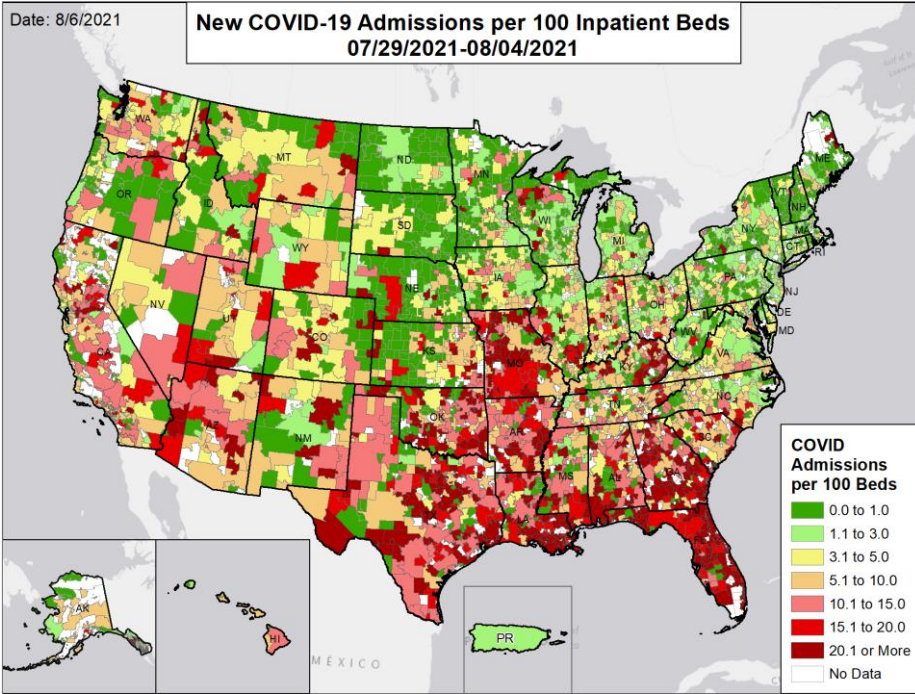 Date: 8/6/2021
New COVID-19 Admissions per 100 Inpatient Beds
07/29/2021-08/04/2021
WA
MT
ND
MN
ME
OR
ID
WY
SD
WI
MI
NY
VT
NH
MA
CT
RI
NV
UT
CO
NE
IA
IL
IN
OH
PA
NJ
DE
MD
WV
VA
CA
KS
MO
KY
AZ
NM
OK
AR
TN
NC
SC
MS
AL
GA
LA
FL
AK
HI
PR
MÉXICO
COVID
Admissions
per 100 Beds
0.0 to 1.0
1.1 to 3.0
3.1 to 5.0
5.1 to 10.0
10.1 to 15.0
15.1 to 20.0
20.1 or More
No Data